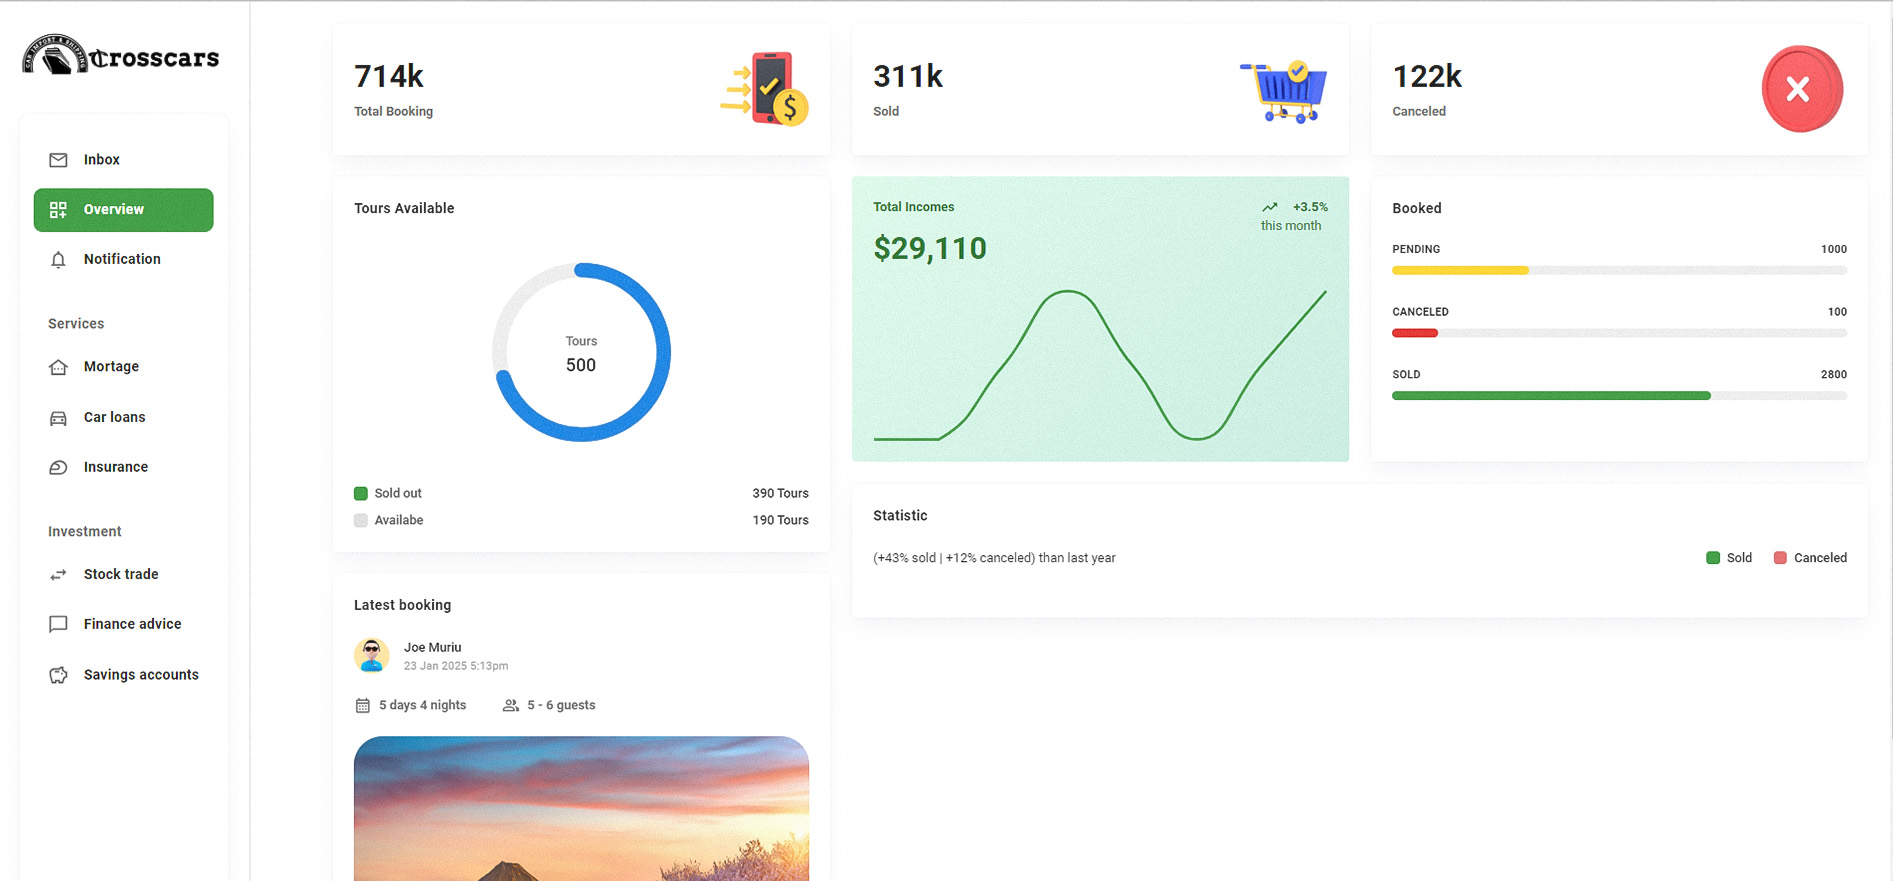 CAR IMPORT & SHIPPING
Crosscars
Inbox
Overview
Notification
Services
Mortage
Car loans
Insurance
Investment
Stock trade
Finance advice
Savings accounts
714k
Total Booking
311k
Sold
122k
Canceled
Tours Available
Tours
500
Sold out 390 Tours
Availabe 190 Tours
Total Incomes +3.5%
this month
$29,110
Booked
PENDING 1000
CANCELED 100
SOLD 2800
Statistic
(+43% sold | +12% canceled) than last year
Sold Canceled
Latest booking
Joe Muriu
23 Jan 2025 5:13pm
5 days 4 nights 5 - 6 guests